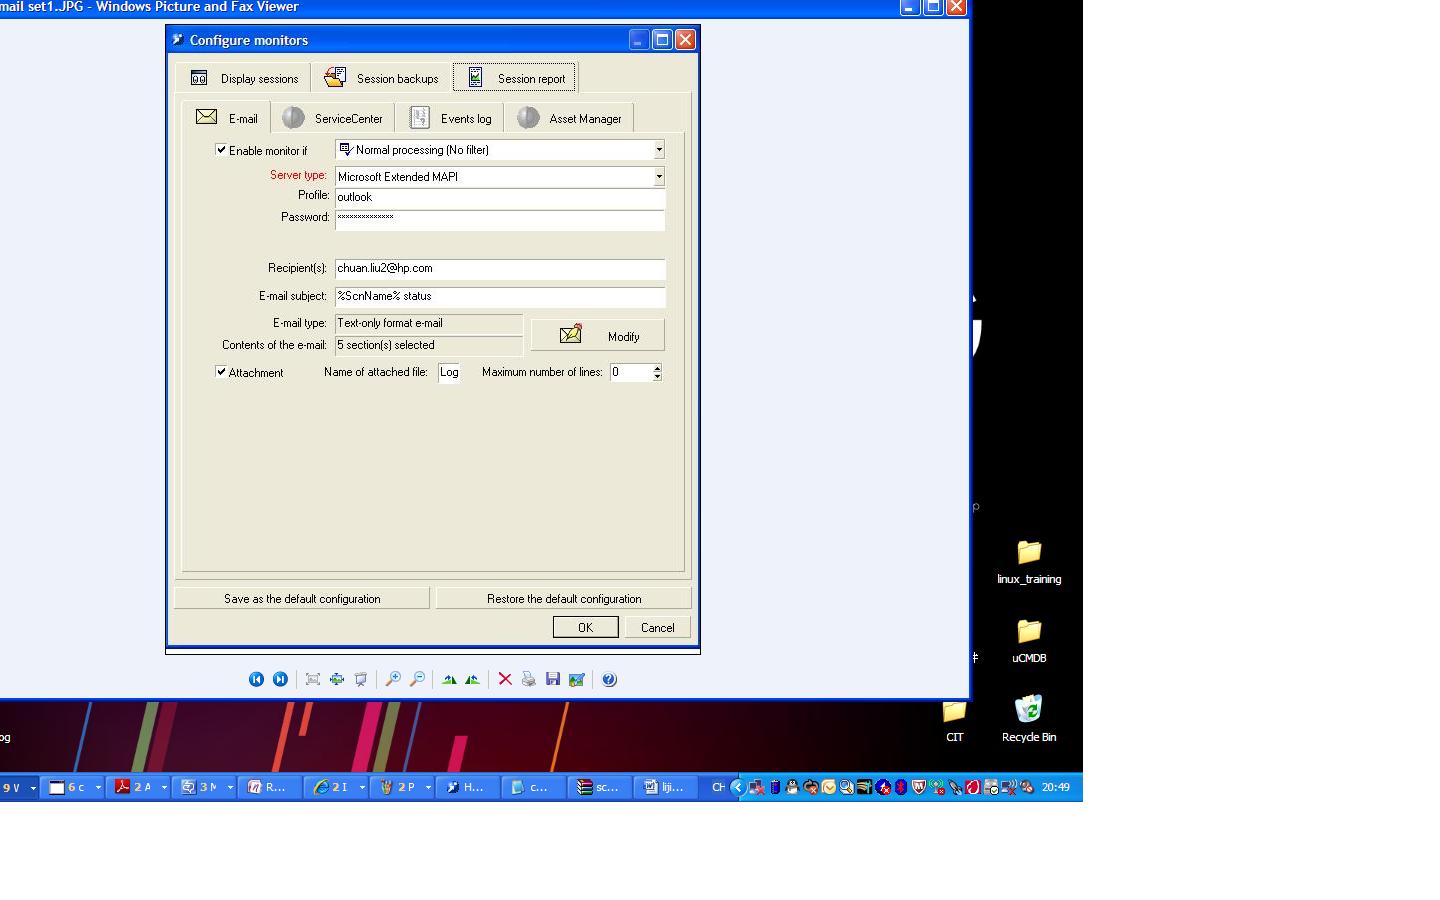 mail set1.JPG - Windows Picture and Fax Viewer
Configure monitors
Display sessions Session backups Session report
E-mail ServiceCenter Events log Asset Manager
Enable monitor if Normal processing (No filter)
Server type: Microsoft Extended MAPI
Profile: outlook
Password: xxxxxxxxxxxxxx
Recipient(s): chuan.liu2@hp.com
E-mail subject: %ScnName% status
E-mail type: Text-only format e-mail
Modify
Contents of the e-mail: 5 section(s) selected
Attachment Name of attached file: Log Maximum number of lines: 0
Save as the default configuration Restore the default configuration
OK Cancel
p
linux_training
uCMDB
#
og
CIT Recycle Bin
9 V 6 c 2 A 3 M R... 2 I 2 P H... c... sc... liji... CH 20:49